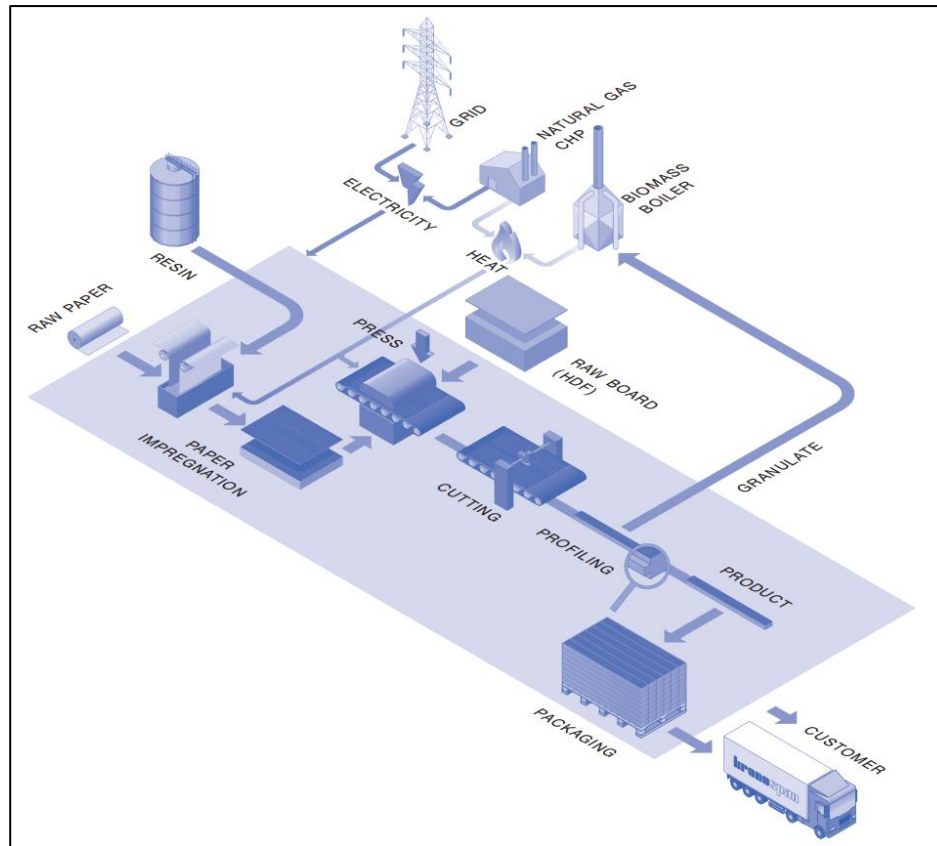 GRID
NATURAL GAS
CHP
BIOMASS
BOILER
ELECTRICITY
RESIN
HEAT
RAW PAPER
PRESS
RAW BOARD
(HDF)
PAPER
IMPREGNATION
GRANULATE
CUTTING
PROFILING
PRODUCT
PACKAGING
CUSTOMER
kronospan